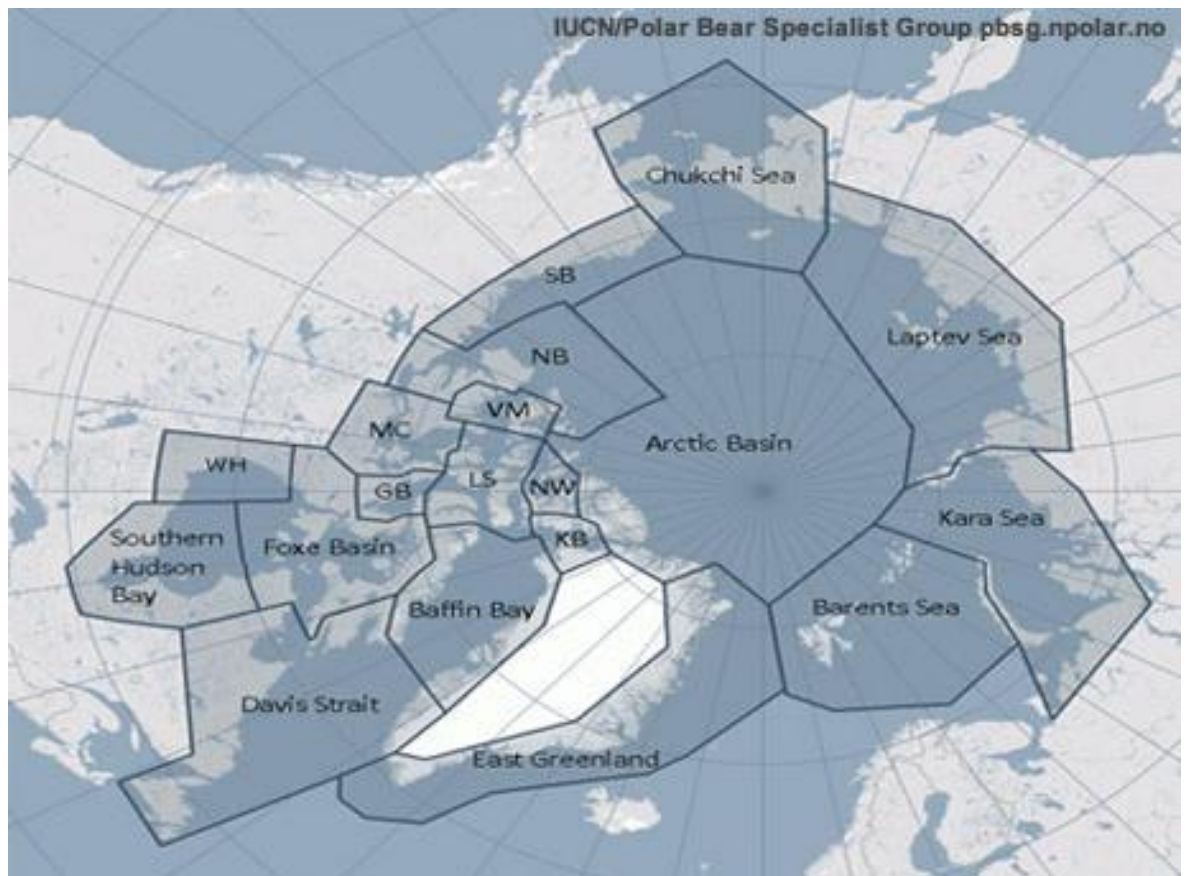 IUCN/Polar Bear Specialist Group pbsg.npolar.no
Chukchi Sea
SB
Laptev Sea
NB
VM
MC
Arctic Basin
WH
LS
GB
NW
Kara Sea
Southern
Hudson
Bay
Foxe Basin
KB
Baffin Bay
Barents Sea
Davis Strait
East Greenland